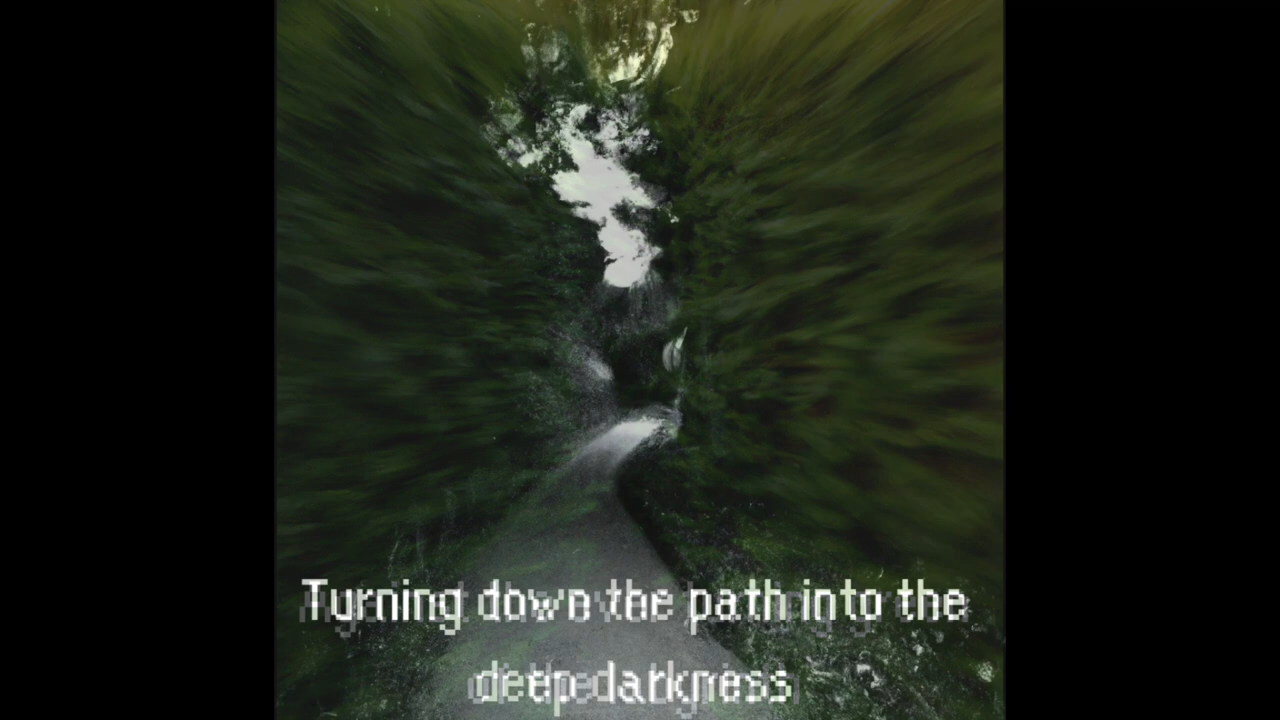 Turning down the path into the
deep darkness